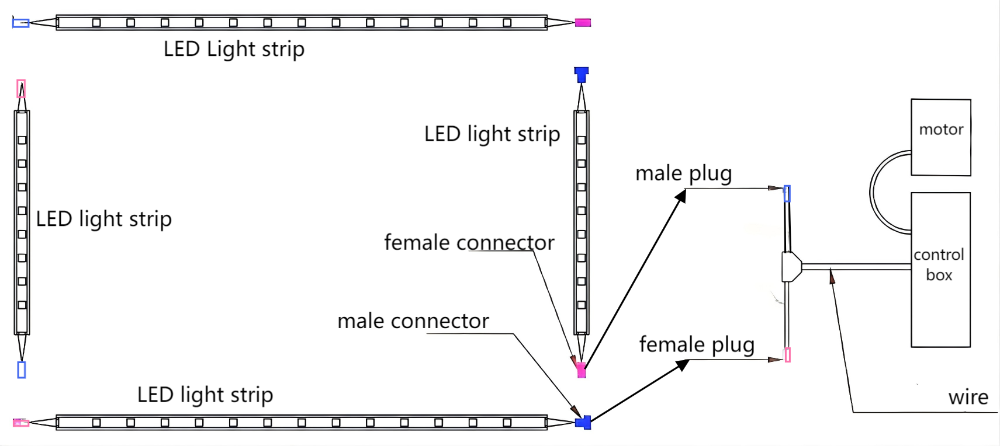 LED Light strip
LED light strip
motor
male plug
LED light strip
female connector
control
box
male connector
female plug
LED light strip
wire